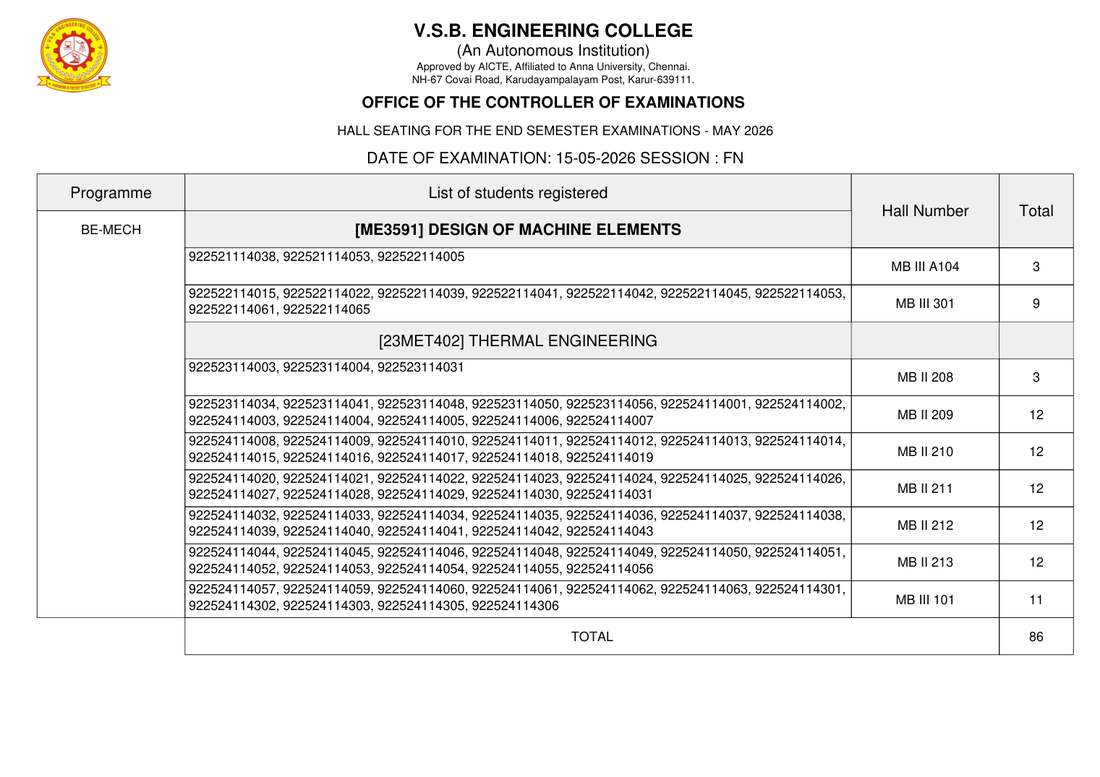 V.S.B. ENGINEERING COLLEGE
(An Autonomous Institution)
Approved by AICTE, Affiliated to Anna University, Chennai.
NH-67 Covai Road, Karudayampalayam Post, Karur-639111.
OFFICE OF THE CONTROLLER OF EXAMINATIONS
HALL SEATING FOR THE END SEMESTER EXAMINATIONS - MAY 2026
DATE OF EXAMINATION: 15-05-2026 SESSION : FN
Programme
List of students registered
Hall Number
Total
BE-MECH
[ME3591] DESIGN OF MACHINE ELEMENTS
922521114038, 922521114053, 922522114005
MB III A104
3
922522114015, 922522114022, 922522114039, 922522114041, 922522114042, 922522114045, 922522114053,
922522114061, 922522114065
MB III 301
9
[23MET402] THERMAL ENGINEERING
922523114003, 922523114004, 922523114031
MB II 208
3
922523114034, 922523114041, 922523114048, 922523114050, 922523114056, 922524114001, 922524114002,
922524114003, 922524114004, 922524114005, 922524114006, 922524114007
MB II 209
12
922524114008, 922524114009, 922524114010, 922524114011, 922524114012, 922524114013, 922524114014,
922524114015, 922524114016, 922524114017, 922524114018, 922524114019
MB II 210
12
922524114020, 922524114021, 922524114022, 922524114023, 922524114024, 922524114025, 922524114026,
922524114027, 922524114028, 922524114029, 922524114030, 922524114031
MB II 211
12
922524114032, 922524114033, 922524114034, 922524114035, 922524114036, 922524114037, 922524114038,
922524114039, 922524114040, 922524114041, 922524114042, 922524114043
MB II 212
12
922524114044, 922524114045, 922524114046, 922524114048, 922524114049, 922524114050, 922524114051,
922524114052, 922524114053, 922524114054, 922524114055, 922524114056
MB II 213
12
922524114057, 922524114059, 922524114060, 922524114061, 922524114062, 922524114063, 922524114301,
922524114302, 922524114303, 922524114305, 922524114306
MB III 101
11
TOTAL
86